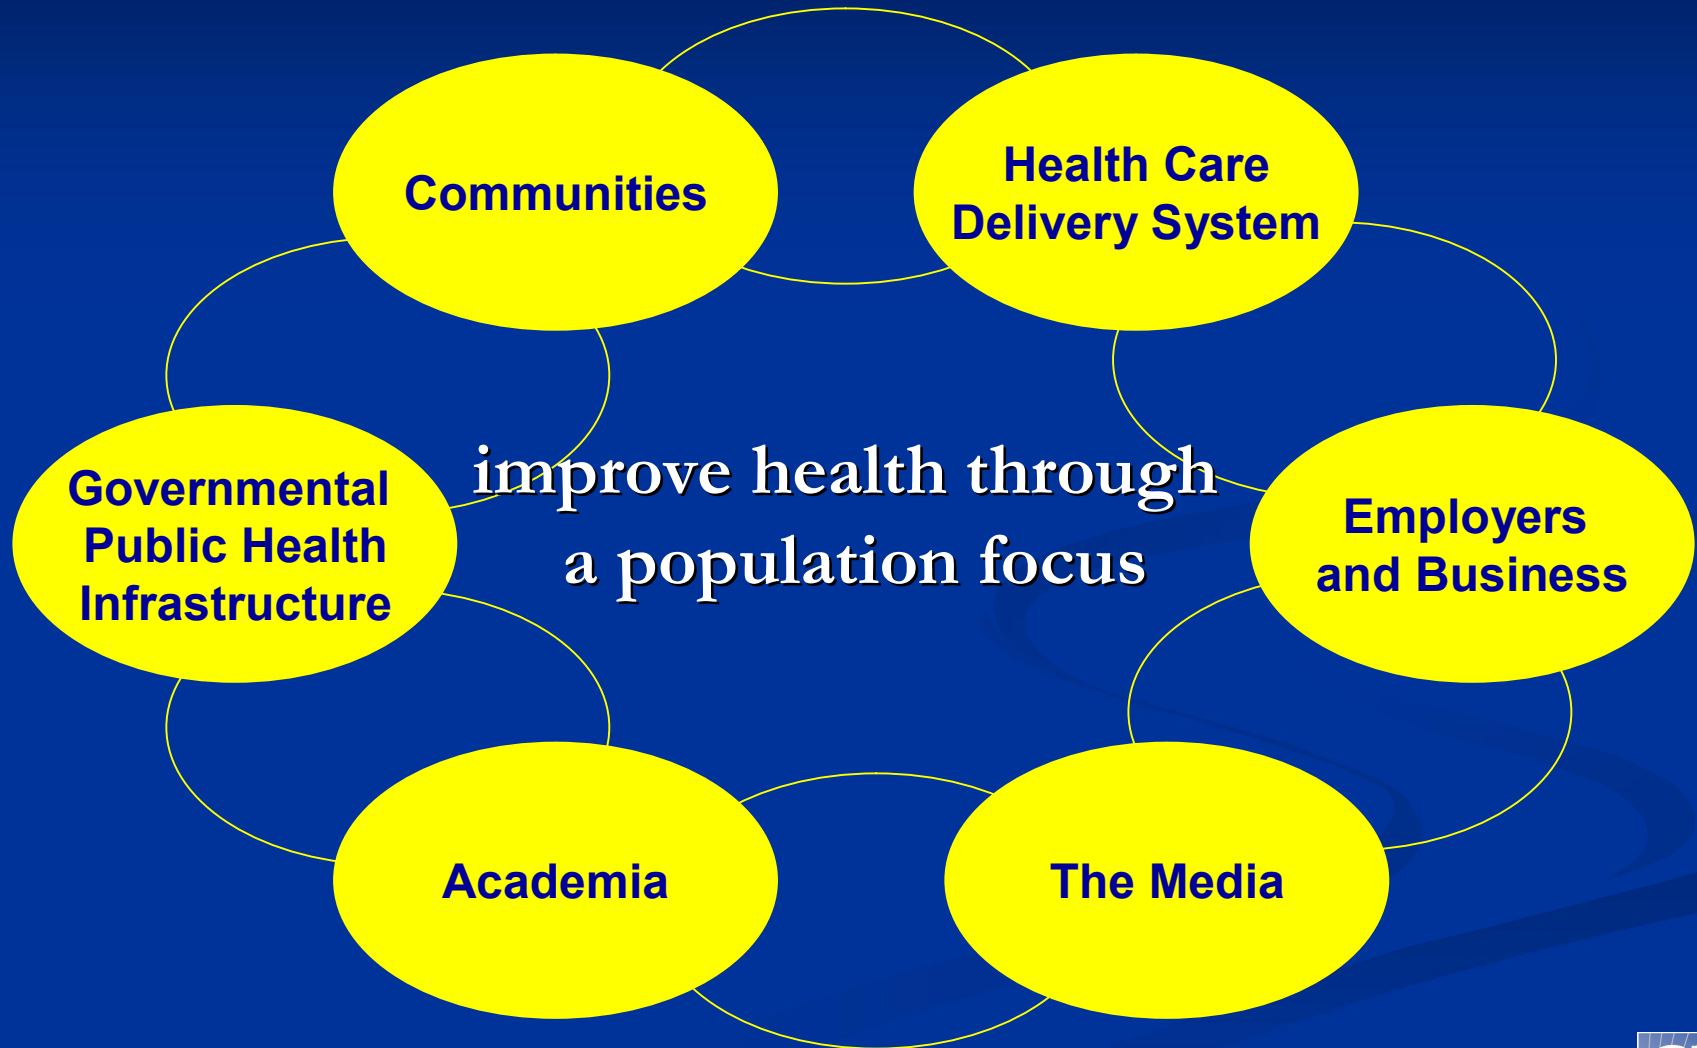 Communities
Health Care
Delivery System
Governmental
Public Health
Infrastructure
improve health through
a population focus
Employers
and Business
Academia
The Media